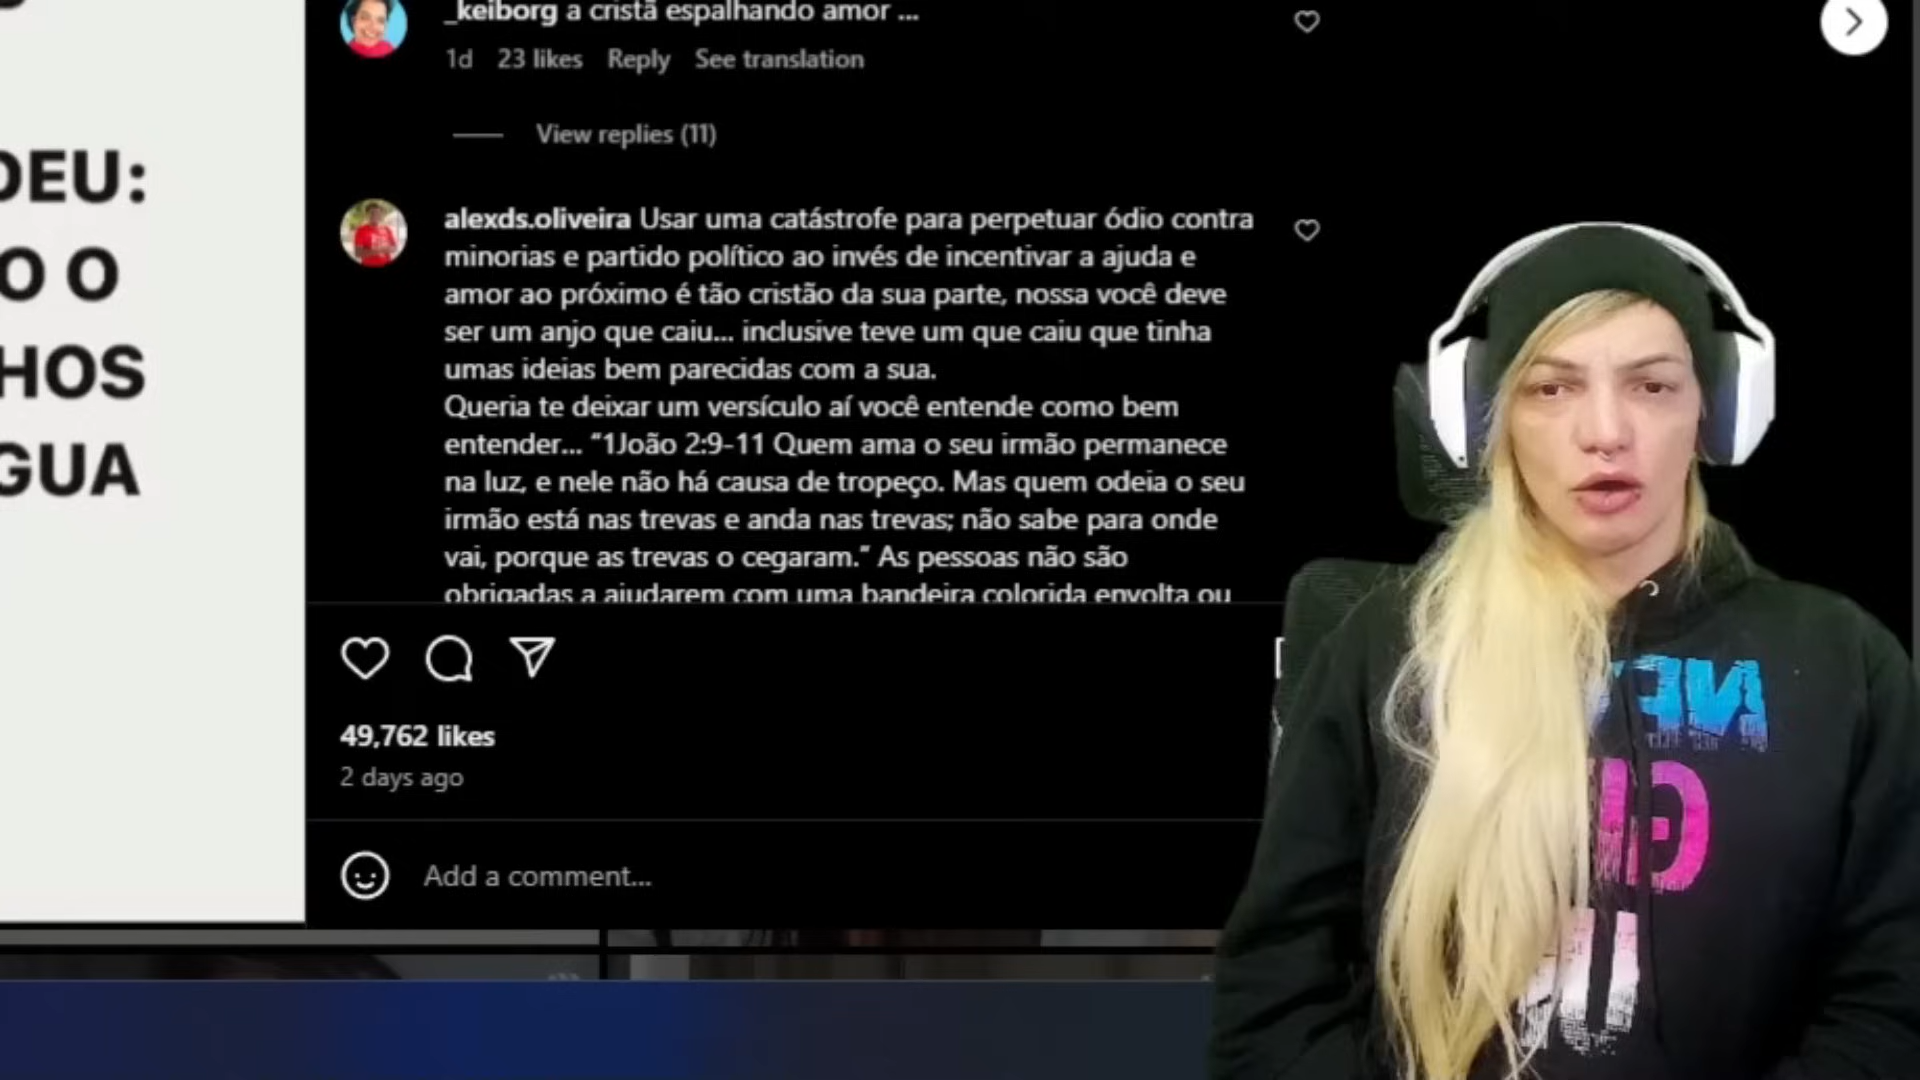 _keiborg a cristã espalhando amor ...
1d 23 likes Reply See translation
View replies (11)
DEU:
O O
HOS
GUA
alexds.oliveira Usar uma catástrofe para perpetuar ódio contra
minorias e partido político ao invés de incentivar a ajuda e
amor ao próximo é tão cristão da sua parte, nossa você deve
ser um anjo que caiu... inclusive teve um que caiu que tinha
umas ideias bem parecidas com a sua.
Queria te deixar um versículo aí você entende como bem
entender... “1João 2:9-11 Quem ama o seu irmão permanece
na luz, e nele não há causa de tropeço. Mas quem odeia o seu
irmão está nas trevas e anda nas trevas; não sabe para onde
vai, porque as trevas o cegaram.” As pessoas não são
obrigadas a ajudarem com uma bandeira colorida envolta ou
49,762 likes
2 days ago
Add a comment...